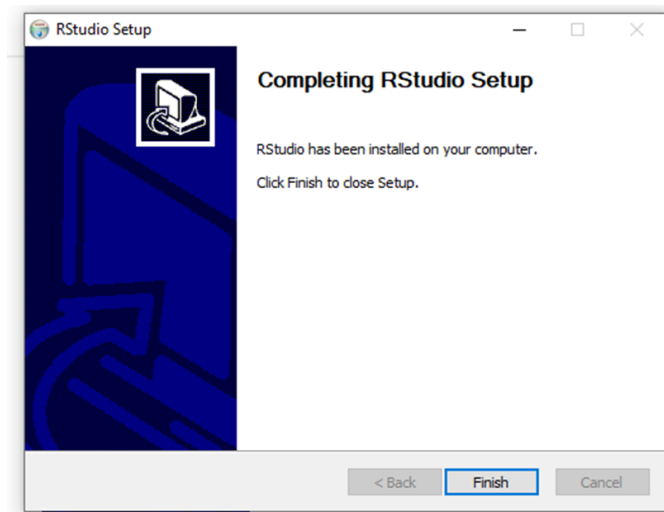 RStudio Setup
Completing RStudio Setup
RStudio has been installed on your computer.
Click Finish to close Setup.
< Back
Finish
Cancel